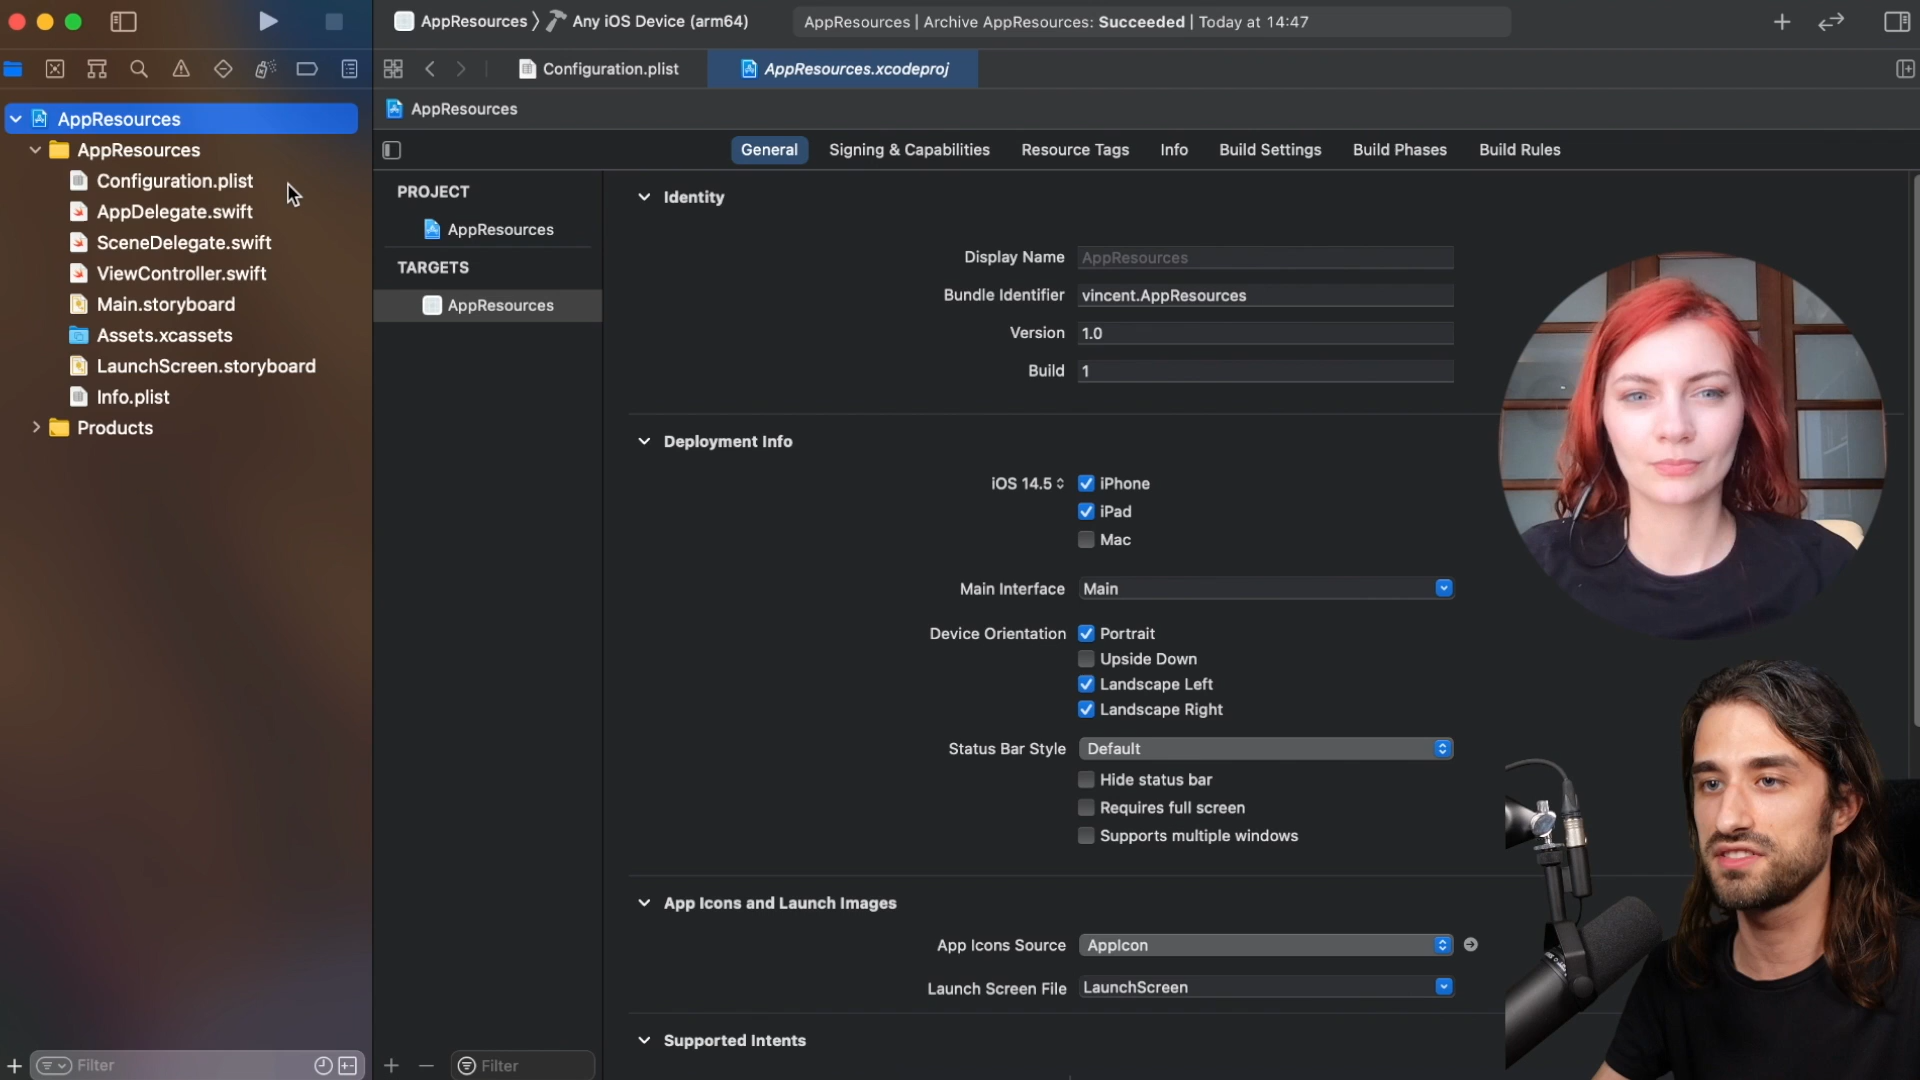 AppResources 〉 Any iOS Device (arm64)
AppResources | Archive AppResources: Succeeded | Today at 14:47
Configuration.plist
AppResources.xcodeproj
AppResources
AppResources
AppResources
Configuration.plist
AppDelegate.swift
SceneDelegate.swift
ViewController.swift
Main.storyboard
Assets.xcassets
LaunchScreen.storyboard
Info.plist
Products
Filter
General
Signing & Capabilities
Resource Tags
Info
Build Settings
Build Phases
Build Rules
PROJECT
AppResources
TARGETS
AppResources
Filter
Identity
Display Name AppResources
Bundle Identifier vincent.AppResources
Version 1.0
Build 1
Deployment Info
iOS 14.5 iPhone
iPad
Mac
Main Interface Main
Device Orientation Portrait
Upside Down
Landscape Left
Landscape Right
Status Bar Style Default
Hide status bar
Requires full screen
Supports multiple windows
App Icons and Launch Images
App Icons Source AppIcon
Launch Screen File LaunchScreen
Supported Intents